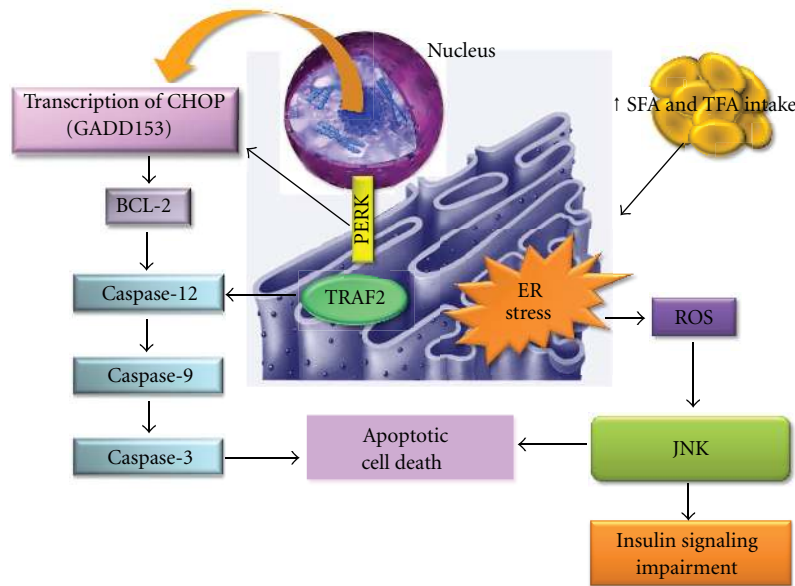 Nucleus
Transcription of CHOP
(GADD153)
↑ SFA and TFA intake
BCL-2
PERK
Caspase-12
TRAF2
ER
stress
ROS
Caspase-9
Apoptotic
cell death
Caspase-3
JNK
Insulin signaling
impairment